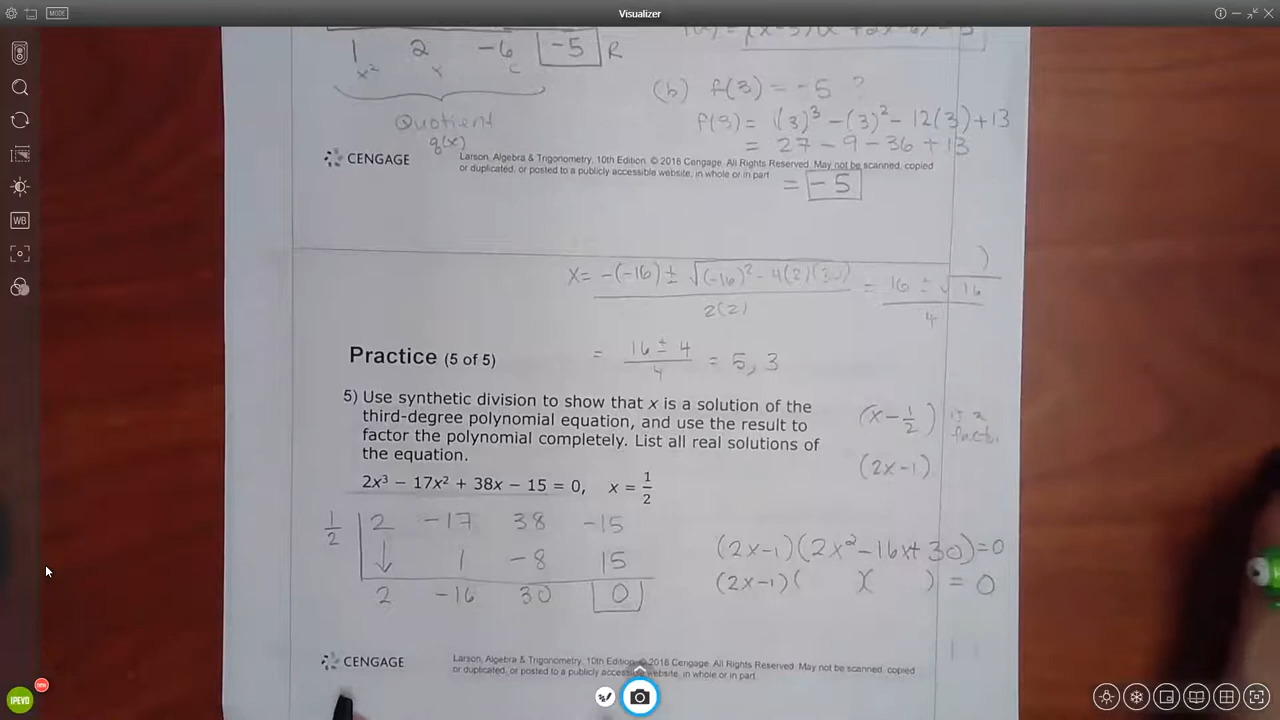 MODE
Visualizer
1 2 -6 -5 R
x² x c
Quotient
q(x)
(b) f(3) = -5 ?
f(3) = (3)³ - (3)² - 12(3) + 13
= 27 - 9 - 36 + 13
= -5
CENGAGE
Larson, Algebra & Trigonometry, 10th Edition. © 2018 Cengage. All Rights Reserved. May not be scanned, copied
or duplicated, or posted to a publicly accessible website, in whole or in part
x = -(-16) ± √(-16)² - 4(2)(30) / 2(2) = 16 ± √16 / 4
= 16 ± 4 / 4 = 5, 3
Practice (5 of 5)
5) Use synthetic division to show that x is a solution of the
third-degree polynomial equation, and use the result to
factor the polynomial completely. List all real solutions of
the equation.
2x³ − 17x² + 38x − 15 = 0, x = 1/2
(x - 1/2) is a
factor
(2x-1)
1/2 2 -17 38 -15
↓ 1 -8 15
2 -16 30 0
(2x-1)(2x²-16x+30)=0
(2x-1)( )( ) = 0
CENGAGE
Larson, Algebra & Trigonometry, 10th Edition. © 2018 Cengage. All Rights Reserved. May not be scanned, copied
or duplicated, or posted to a publicly accessible website, in whole or in part.
WB
IPEVO